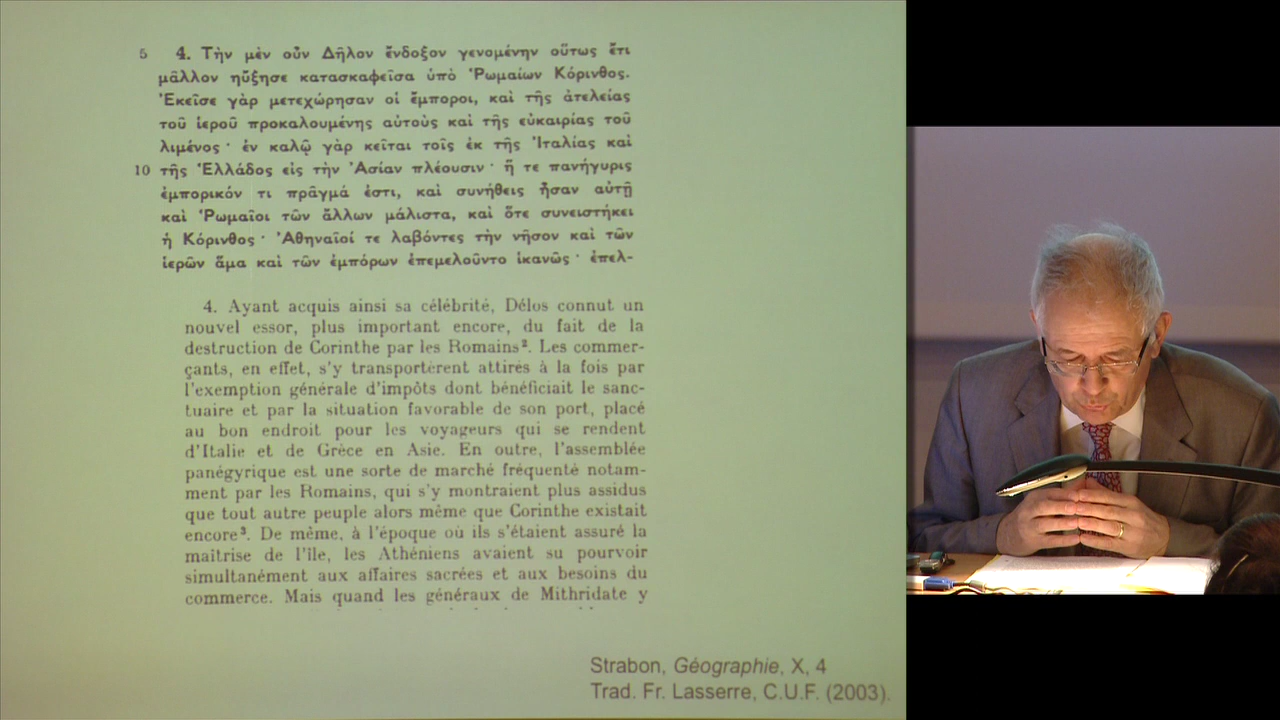 5 4. Τὴν μὲν οὖν Δῆλον ἔνδοξον γενομένην οὕτως ἔτι
μᾶλλον ηὔξησε κατασκαφεῖσα ὑπὸ Ῥωμαίων Κόρινθος.
Ἐκεῖσε γὰρ μετεχώρησαν οἱ ἔμποροι, καὶ τῆς ἀτελείας
τοῦ ἱεροῦ προκαλουμένης αὐτοὺς καὶ τῆς εὐκαιρίας τοῦ
λιμένος · ἐν καλῷ γὰρ κεῖται τοῖς ἐκ τῆς Ἰταλίας καὶ
10 τῆς Ἑλλάδος εἰς τὴν Ἀσίαν πλέουσιν · ἥ τε πανήγυρις
ἐμπορικόν τι πρᾶγμά ἐστι, καὶ συνήθεις ἦσαν αὐτῇ
καὶ Ῥωμαῖοι τῶν ἄλλων μάλιστα, καὶ ὅτε συνειστήκει
ἡ Κόρινθος · Ἀθηναῖοί τε λαβόντες τὴν νῆσον καὶ τῶν
ἱερῶν ἅμα καὶ τῶν ἐμπόρων ἐπεμελοῦντο ἱκανῶς · ἐπελ-
4. Ayant acquis ainsi sa célébrité, Délos connut un
nouvel essor, plus important encore, du fait de la
destruction de Corinthe par les Romains². Les commer-
çants, en effet, s'y transportèrent attirés à la fois par
l'exemption générale d'impôts dont bénéficiait le sanc-
tuaire et par la situation favorable de son port, placé
au bon endroit pour les voyageurs qui se rendent
d'Italie et de Grèce en Asie. En outre, l'assemblée
panégyrique est une sorte de marché fréquenté notam-
ment par les Romains, qui s'y montraient plus assidus
que tout autre peuple alors même que Corinthe existait
encore³. De même, à l'époque où ils s'étaient assuré la
maîtrise de l'île, les Athéniens avaient su pourvoir
simultanément aux affaires sacrées et aux besoins du
commerce. Mais quand les généraux de Mithridate y
Strabon, Géographie, X, 4
Trad. Fr. Lasserre, C.U.F. (2003).